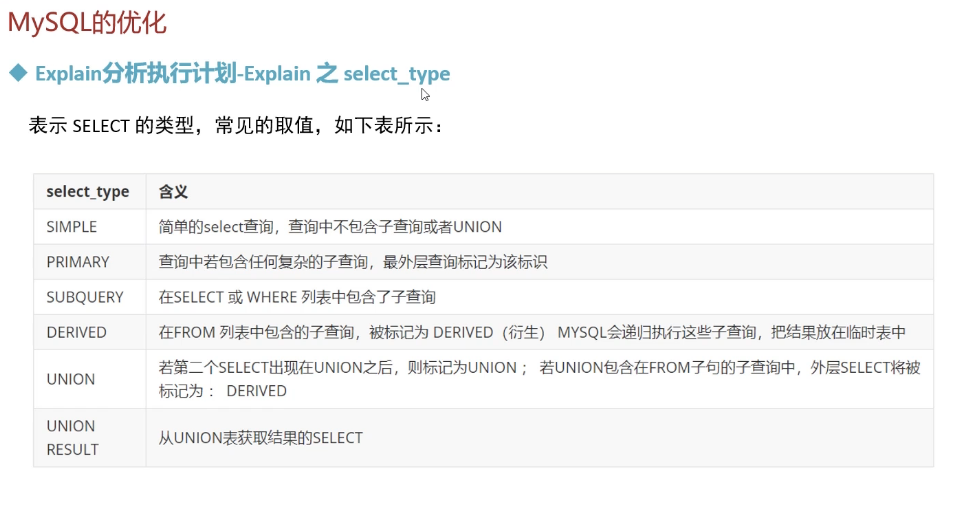 MySQL的优化
◆ Explain分析执行计划-Explain 之 select_type
表示 SELECT 的类型，常见的取值，如下表所示：
select_type 含义
SIMPLE 简单的select查询，查询中不包含子查询或者UNION
PRIMARY 查询中若包含任何复杂的子查询，最外层查询标记为该标识
SUBQUERY 在SELECT 或 WHERE 列表中包含了子查询
DERIVED 在FROM 列表中包含的子查询，被标记为 DERIVED（衍生） MYSQL会递归执行这些子查询，把结果放在临时表中
UNION 若第二个SELECT出现在UNION之后，则标记为UNION ； 若UNION包含在FROM子句的子查询中，外层SELECT将被
标记为 ： DERIVED
UNION
RESULT 从UNION表获取结果的SELECT